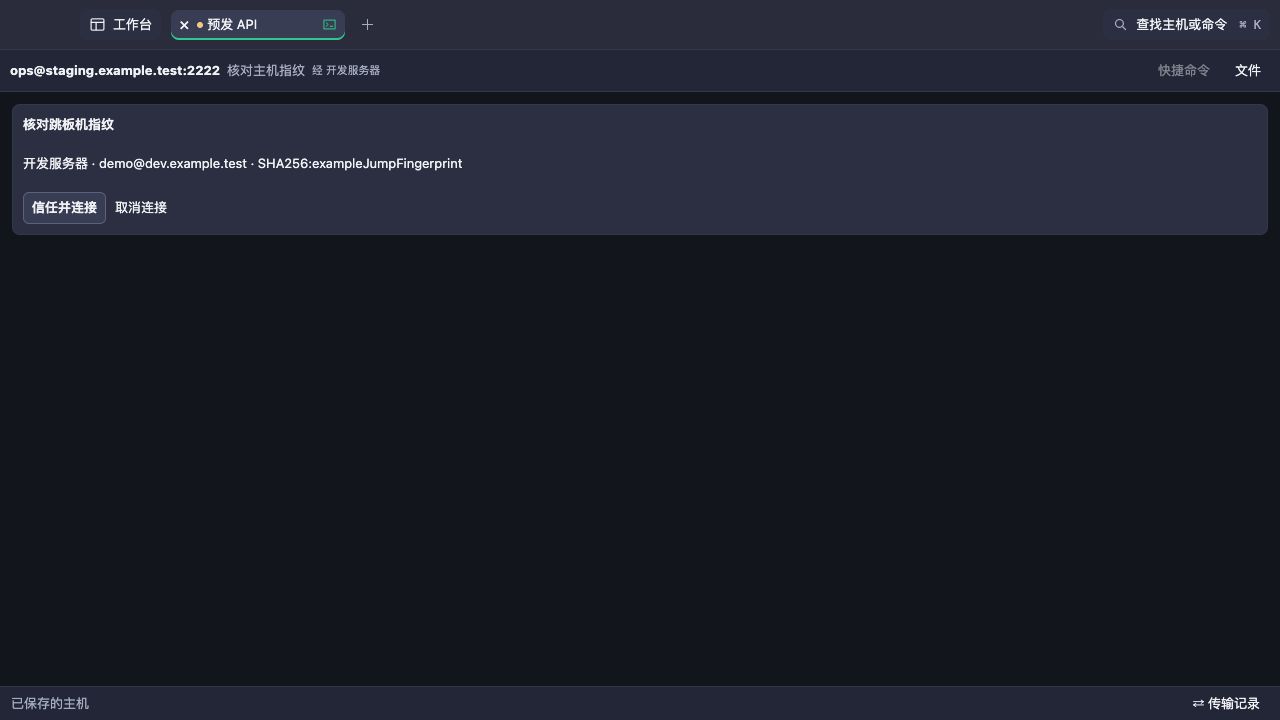 工作台 预发 API 查找主机或命令 ⌘ K
ops@staging.example.test:2222 核对主机指纹 经 开发服务器 快捷命令 文件
核对跳板机指纹
开发服务器 · demo@dev.example.test · SHA256:exampleJumpFingerprint
信任并连接 取消连接
已保存的主机 ⇄ 传输记录